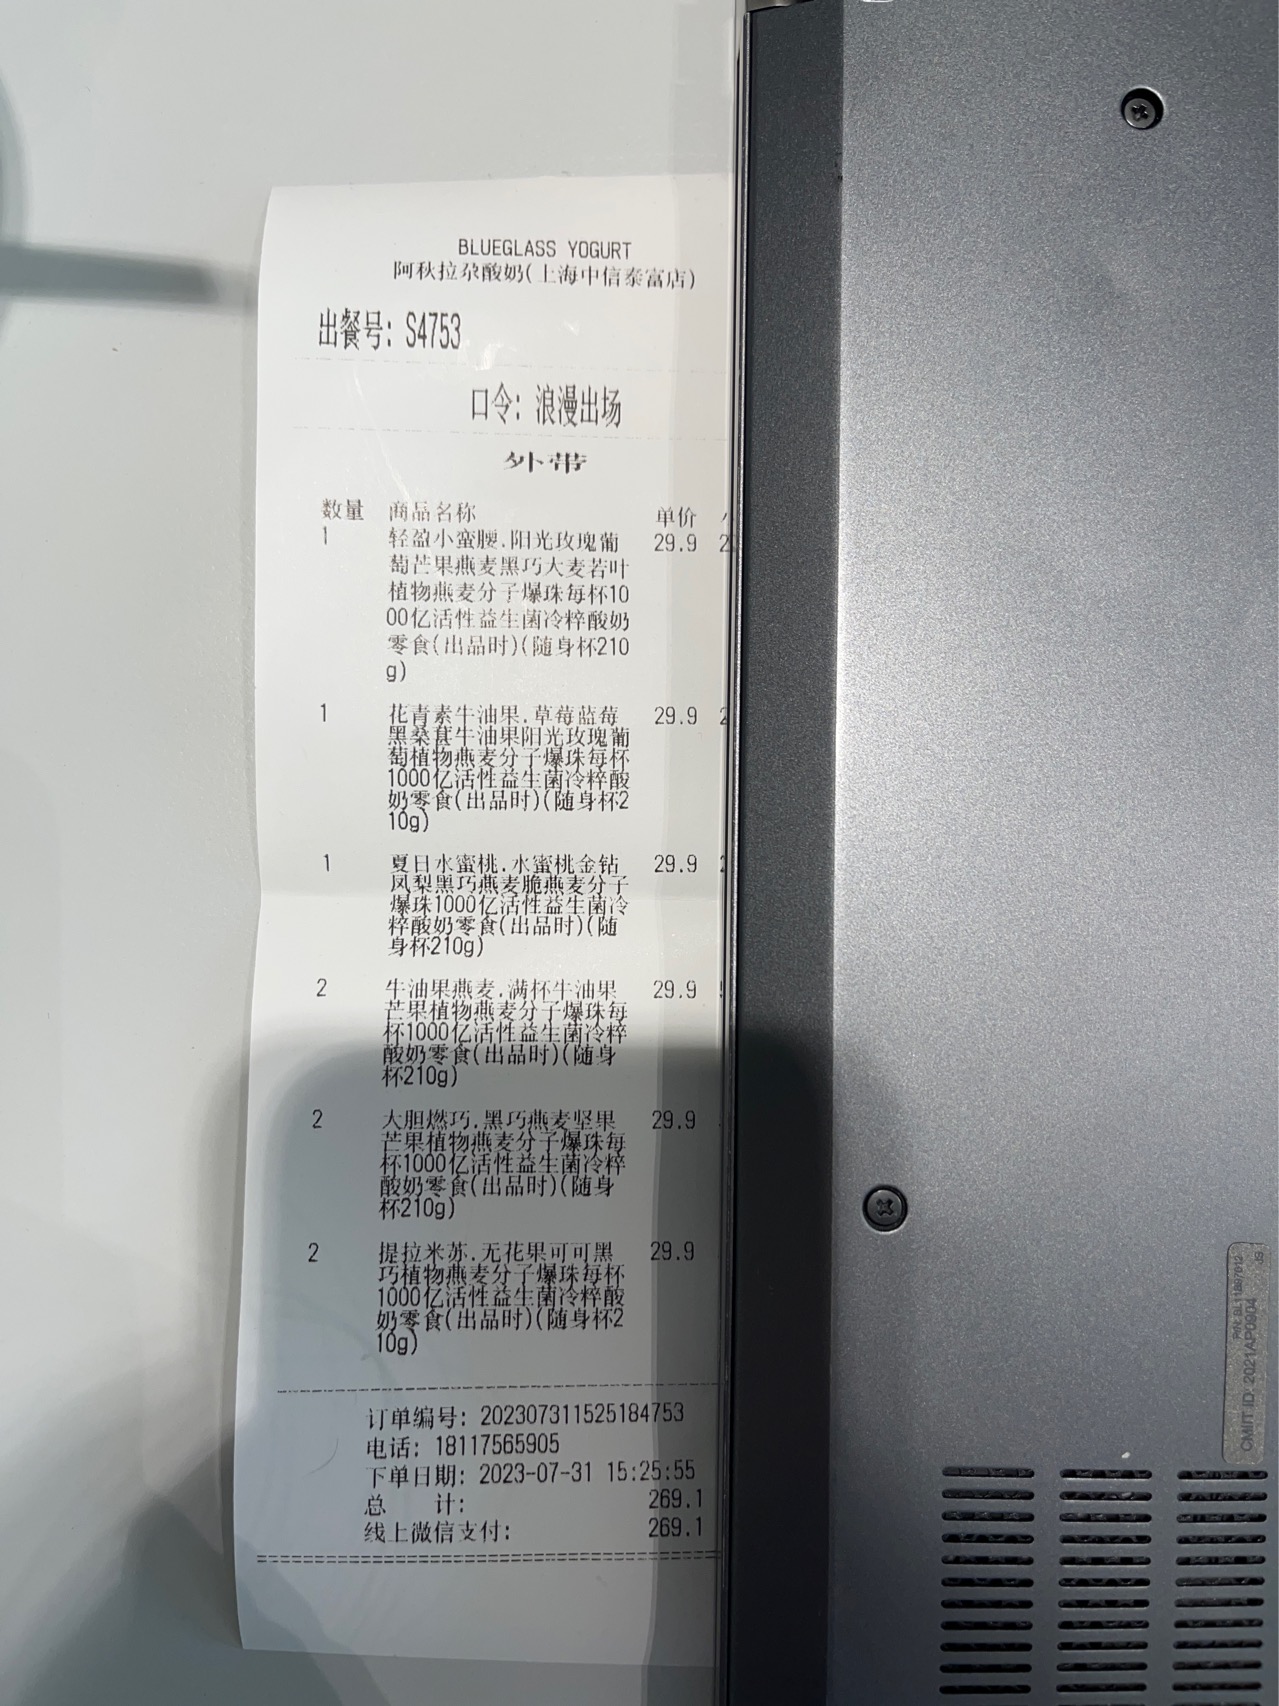 BLUEGLASS YOGURT
阿秋拉尕酸奶(上海中信泰富店)
出餐号: S4753
口令: 浪漫出场
外带
数量 商品名称 单价
1 轻盈小蛮腰.阳光玫瑰葡 29.9
萄芒果燕麦黑巧大麦若叶
植物燕麦分子爆珠每杯10
00亿活性益生菌冷粹酸奶
零食(出品时)(随身杯210
g)
1 花青素牛油果.草莓蓝莓 29.9
黑桑葚牛油果阳光玫瑰葡
萄植物燕麦分子爆珠每杯
1000亿活性益生菌冷粹酸
奶零食(出品时)(随身杯2
10g)
1 夏日水蜜桃.水蜜桃金钻 29.9
凤梨黑巧燕麦脆燕麦分子
爆珠1000亿活性益生菌冷
粹酸奶零食(出品时)(随
身杯210g)
2 牛油果燕麦.满杯牛油果 29.9
芒果植物燕麦分子爆珠每
杯1000亿活性益生菌冷粹
酸奶零食(出品时)(随身
杯210g)
2 大胆燃巧.黑巧燕麦坚果 29.9
芒果植物燕麦分子爆珠每
杯1000亿活性益生菌冷粹
酸奶零食(出品时)(随身
杯210g)
2 提拉米苏.无花果可可黑 29.9
巧植物燕麦分子爆珠每杯
1000亿活性益生菌冷粹酸
奶零食(出品时)(随身杯2
10g)
订单编号: 202307311525184753
电话: 18117565905
下单日期: 2023-07-31 15:25:55
总 计: 269.1
线上微信支付: 269.1
CMIIT ID: 2021AP0904